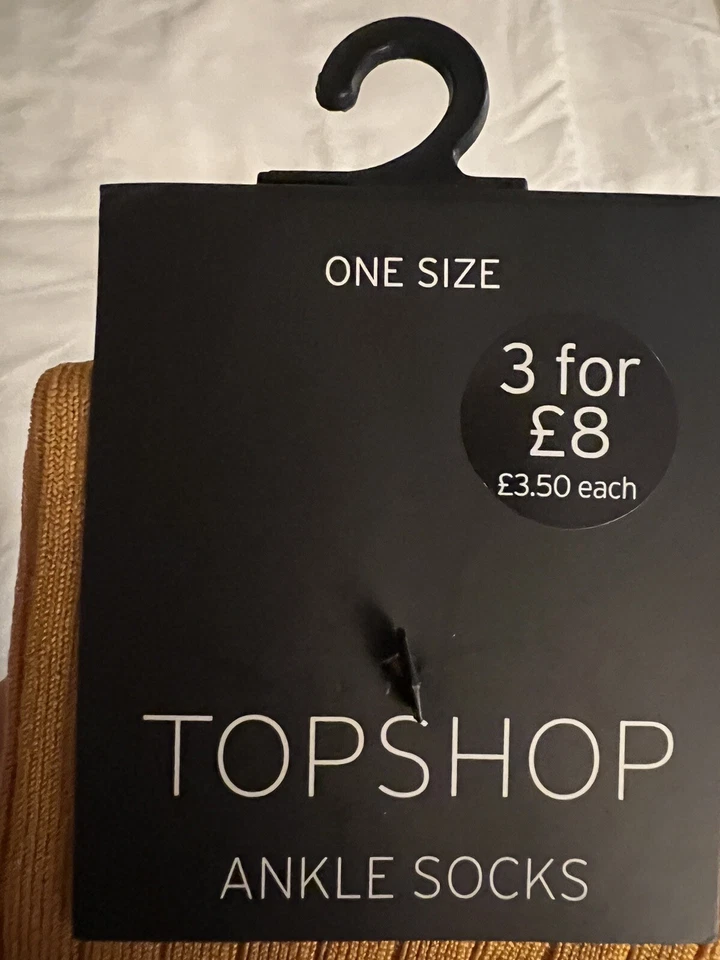 ONE SIZE
3 for
£8
£3.50 each
TOPSHOP
ANKLE SOCKS